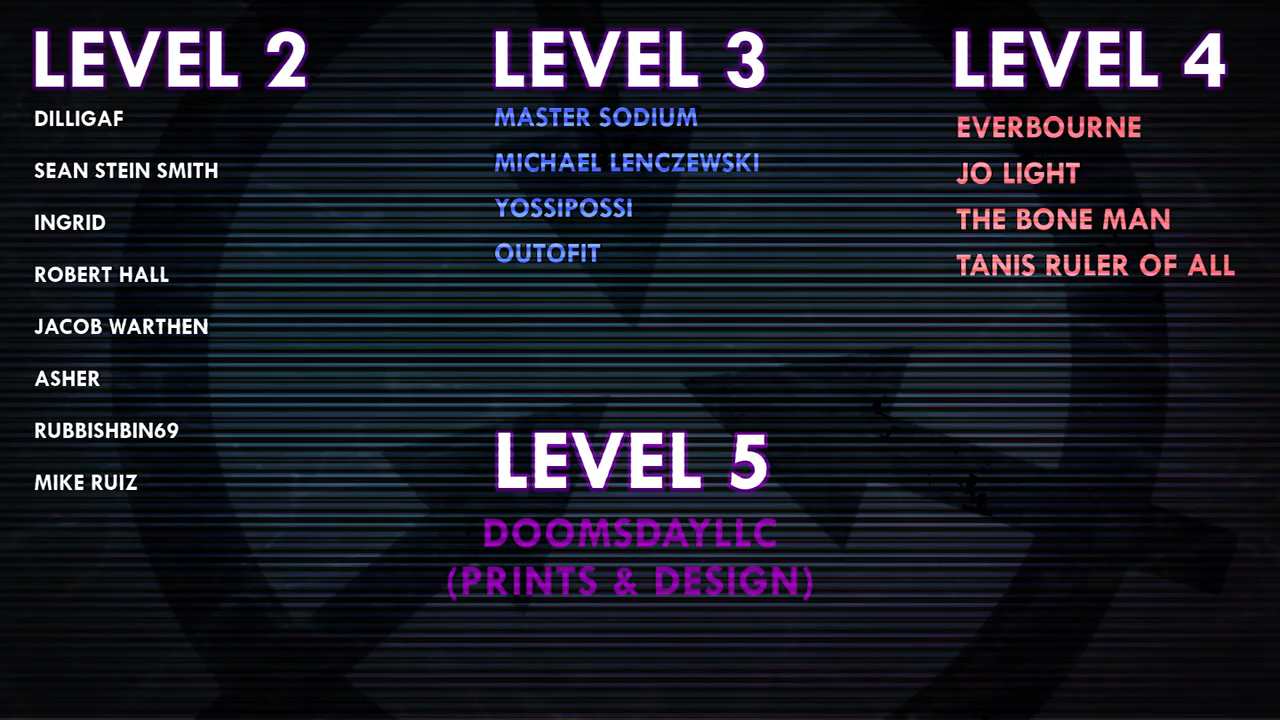 LEVEL 2
DILLIGAF
SEAN STEIN SMITH
INGRID
ROBERT HALL
JACOB WARTHEN
ASHER
RUBBISHBIN69
MIKE RUIZ
LEVEL 3
MASTER SODIUM
MICHAEL LENCZEWSKI
YOSSIPOSSI
OUTOFIT
LEVEL 4
EVERBOURNE
JO LIGHT
THE BONE MAN
TANIS RULER OF ALL
LEVEL 5
DOOMSDAYLLC
(PRINTS & DESIGN)